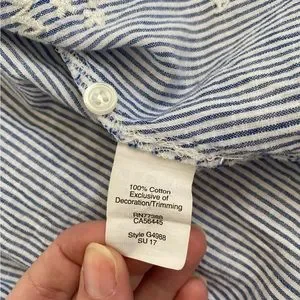 100% Cotton
Exclusive of
Decoration/Trimming
RN77388
CA56445
Style G4988
SU 17